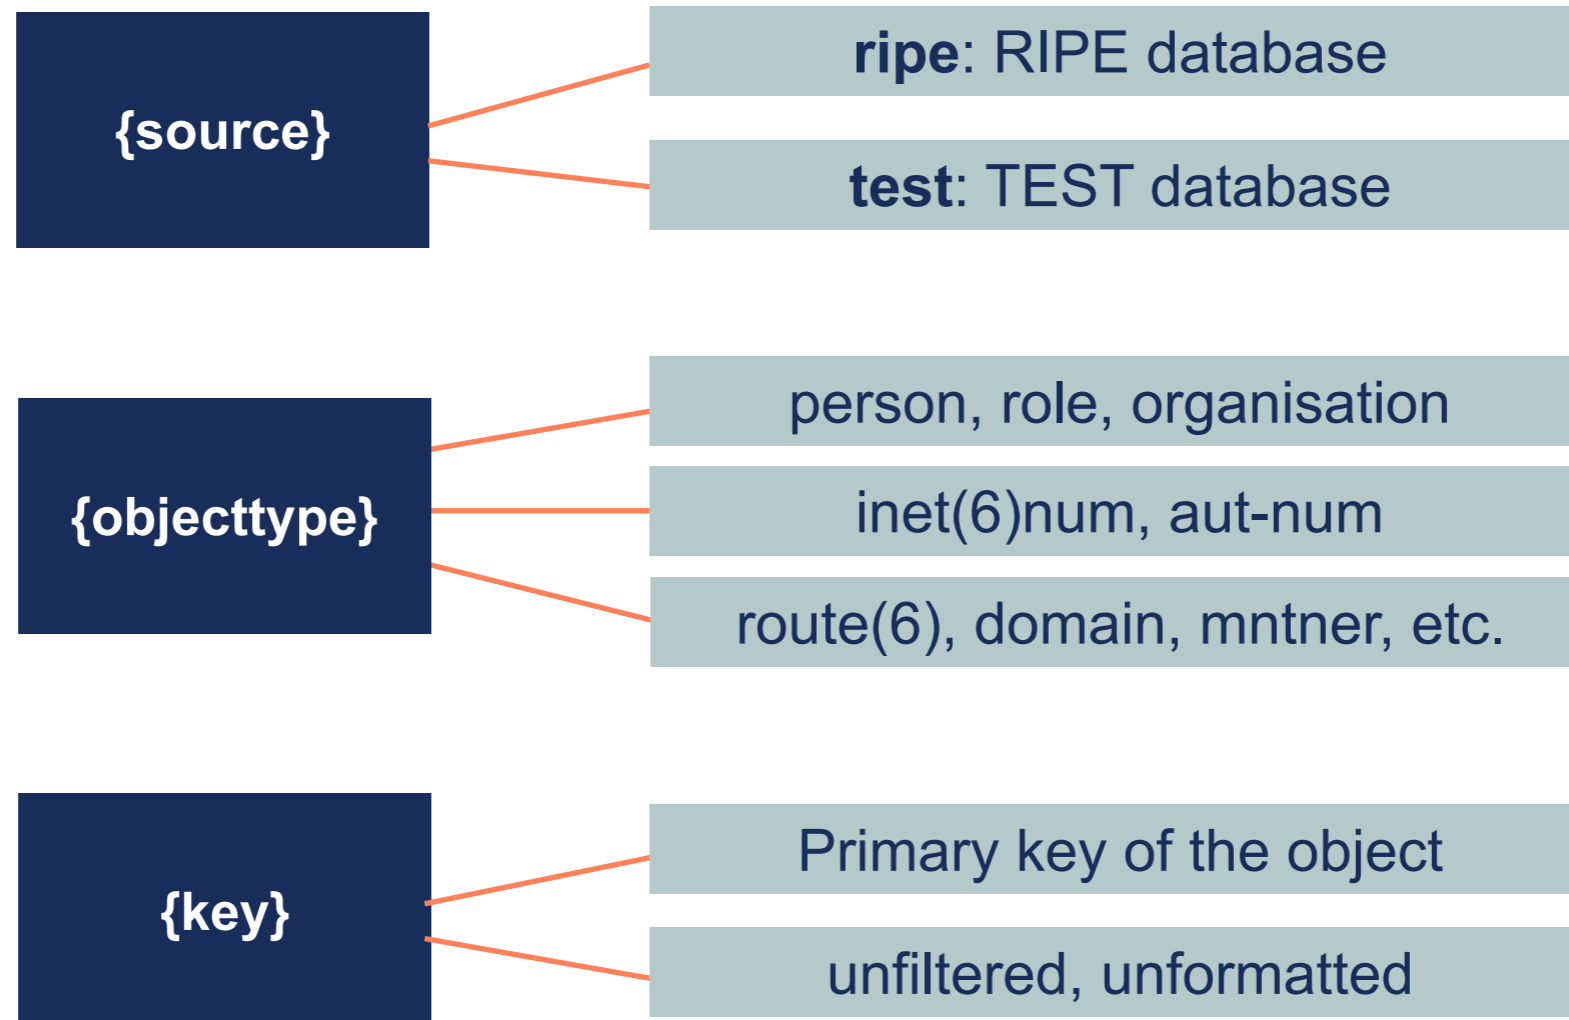 {source}
ripe: RIPE database
test: TEST database
{objecttype}
person, role, organisation
inet(6)num, aut-num
route(6), domain, mntner, etc.
{key}
Primary key of the object
unfiltered, unformatted